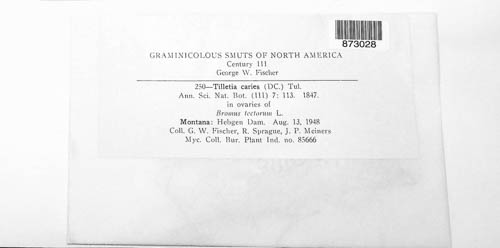 873028
GRAMINICOLOUS SMUTS OF NORTH AMERICA
Century 111
George W. Fischer
250—Tilletia caries (DC.) Tul.
Ann. Sci. Nat. Bot. (111) 7: 113. 1847.
in ovaries of
Bromus tectorum L.
Montana: Hebgen Dam. Aug. 13, 1948
Coll. G. W. Fischer, R. Sprague, J. P. Meiners
Myc. Coll. Bur. Plant Ind. no. 85666